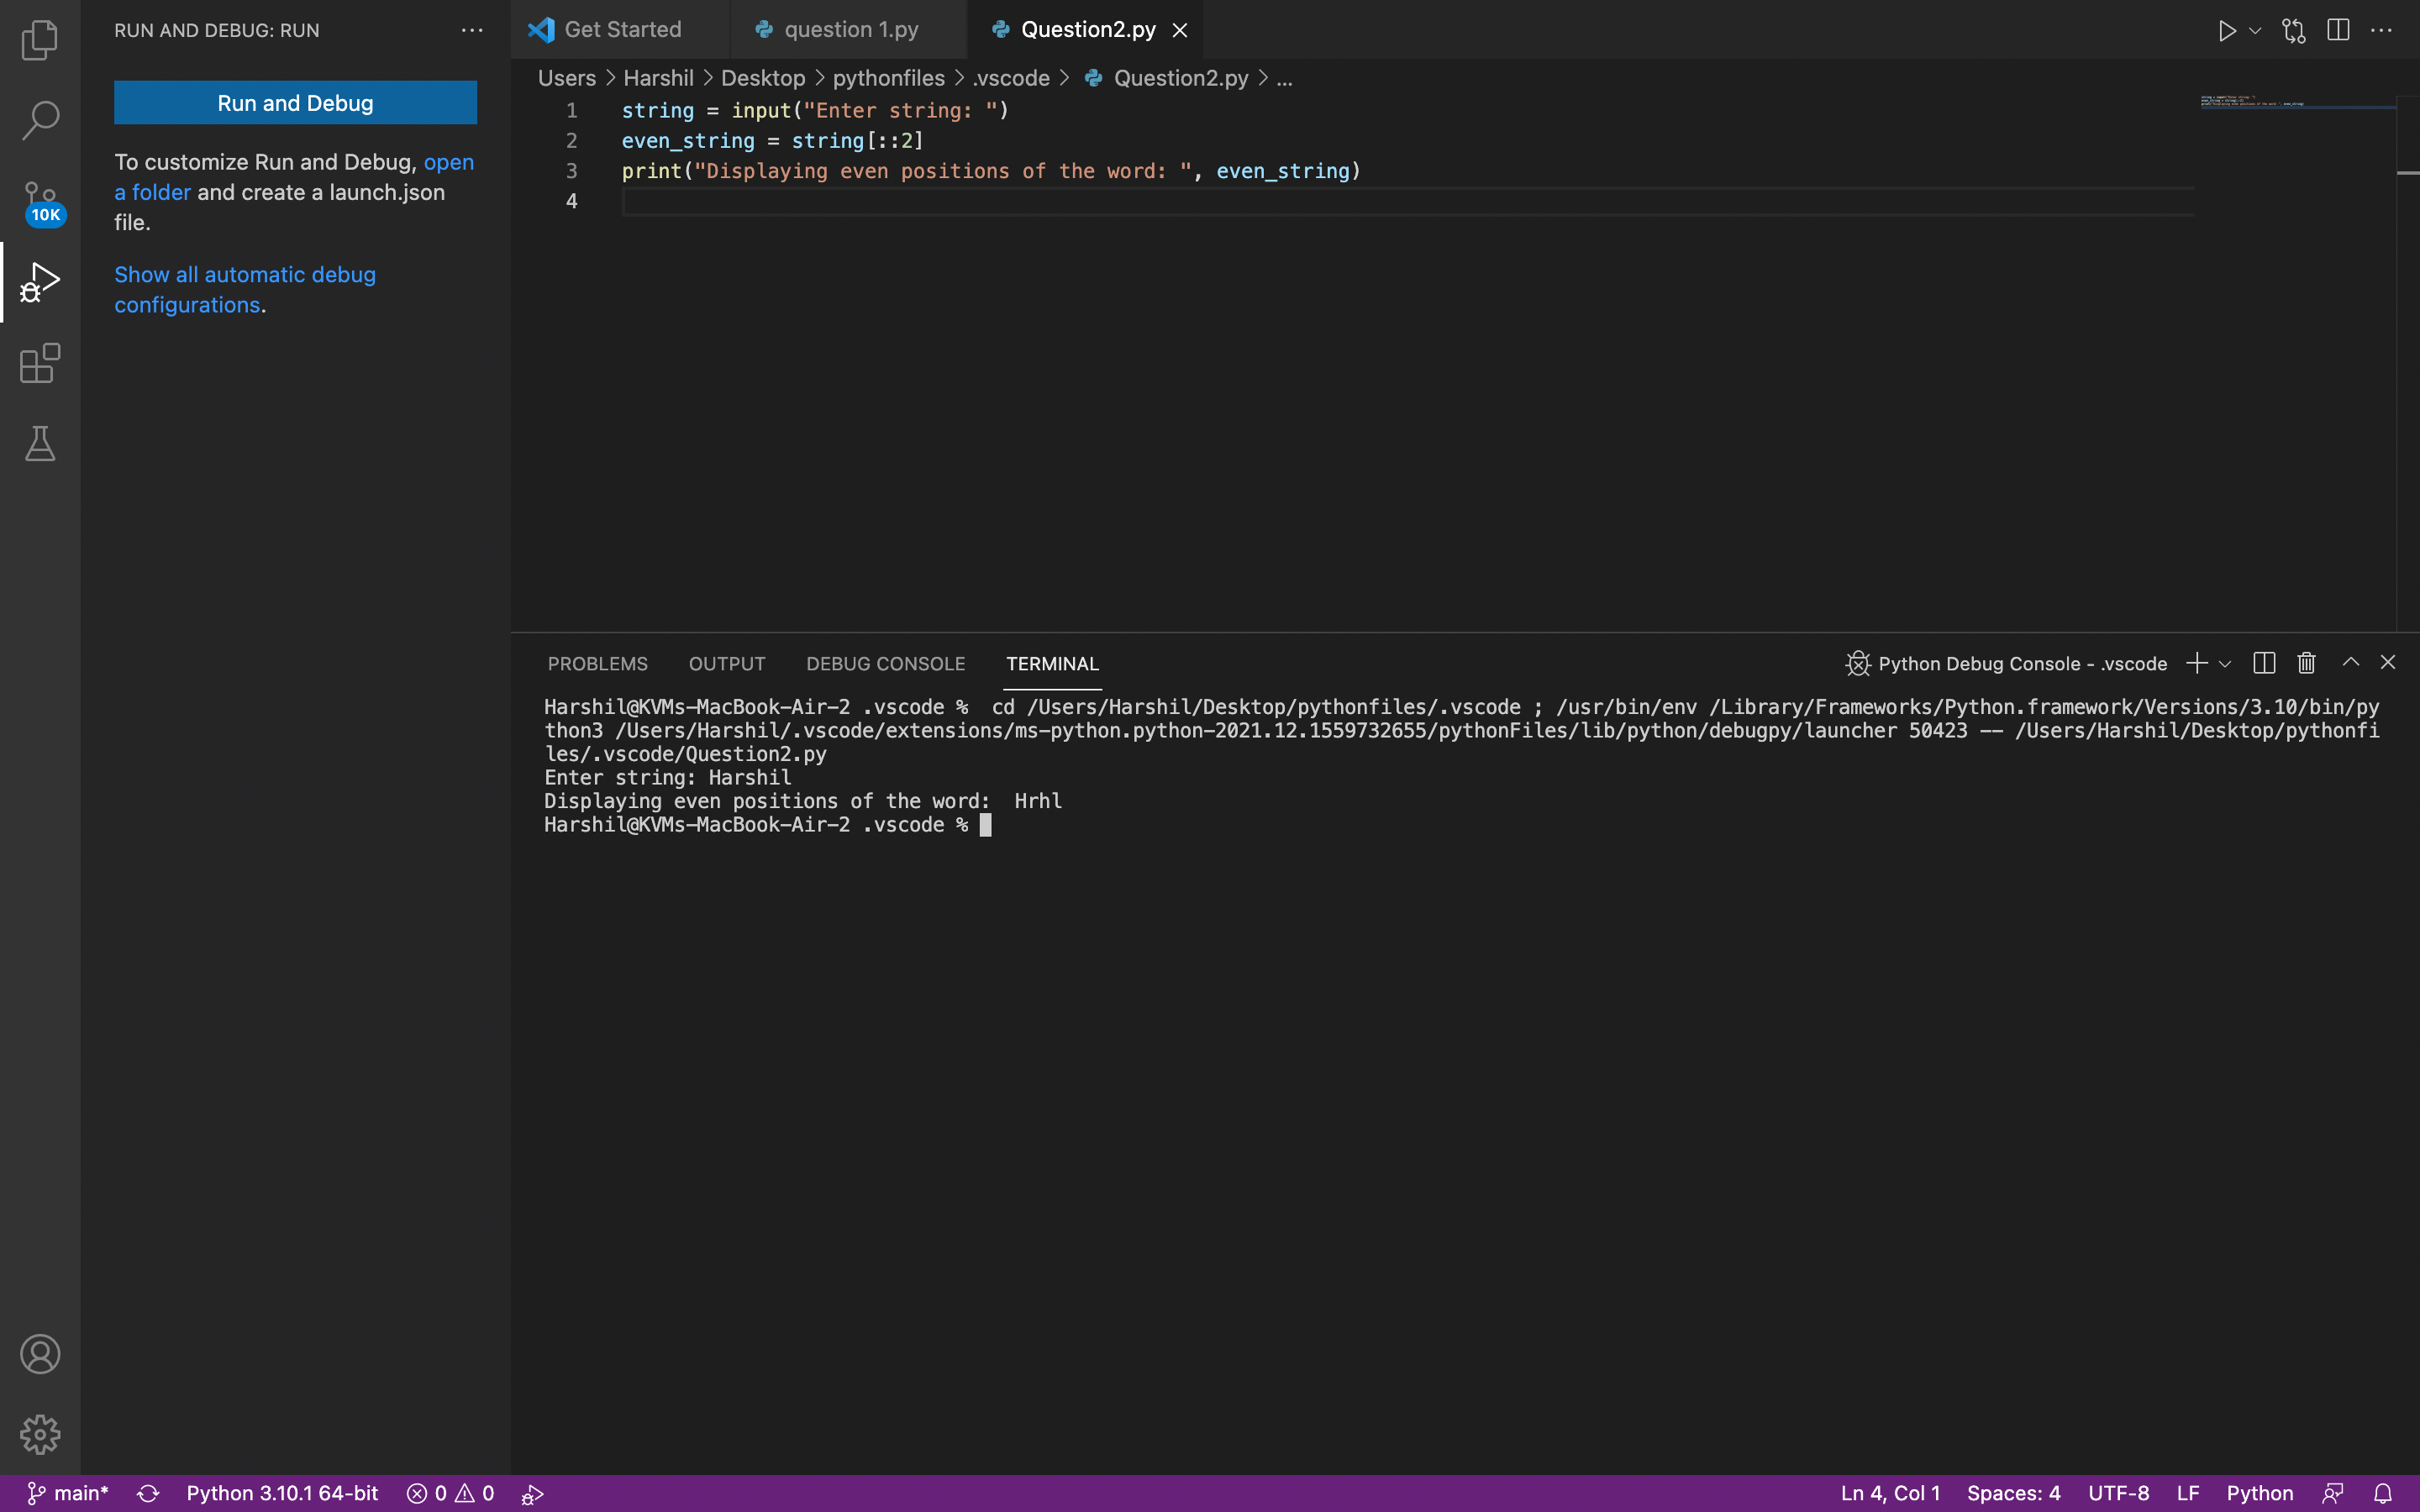 RUN AND DEBUG: RUN
Run and Debug
To customize Run and Debug, open
a folder and create a launch.json
file.
Show all automatic debug
configurations.
10K
Get Started
question 1.py
Question2.py
Users > Harshil > Desktop > pythonfiles > .vscode > Question2.py > ...
1 string = input("Enter string: ")
2 even_string = string[::2]
3 print("Displaying even positions of the word: ", even_string)
4
PROBLEMS OUTPUT DEBUG CONSOLE TERMINAL
Python Debug Console - .vscode
Harshil@KVMs-MacBook-Air-2 .vscode %  cd /Users/Harshil/Desktop/pythonfiles/.vscode ; /usr/bin/env /Library/Frameworks/Python.framework/Versions/3.10/bin/py
thon3 /Users/Harshil/.vscode/extensions/ms-python.python-2021.12.1559732655/pythonFiles/lib/python/debugpy/launcher 50423 -- /Users/Harshil/Desktop/pythonfi
les/.vscode/Question2.py
Enter string: Harshil
Displaying even positions of the word:  Hrhl
Harshil@KVMs-MacBook-Air-2 .vscode %
main* Python 3.10.1 64-bit 0 0
Ln 4, Col 1 Spaces: 4 UTF-8 LF Python